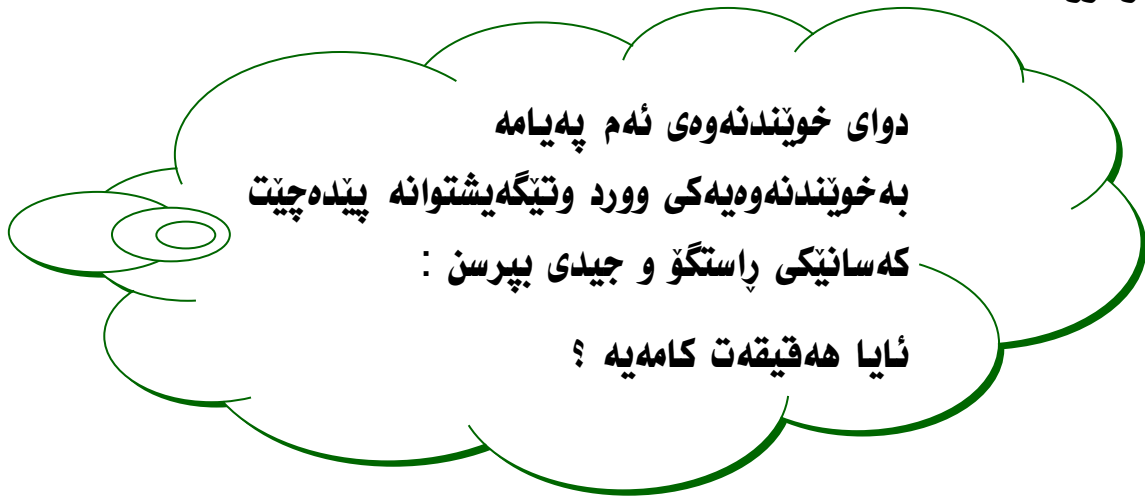 دوای خوێندنەوەی ئەم پەیامە
بەخوێندنەوەیەکی وورد وتێگەیشتوانە پێدەچێت
کەسانێکی ڕاستگۆ و جیدی بپرسن :
ئایا هەقیقەت کامەیە ؟